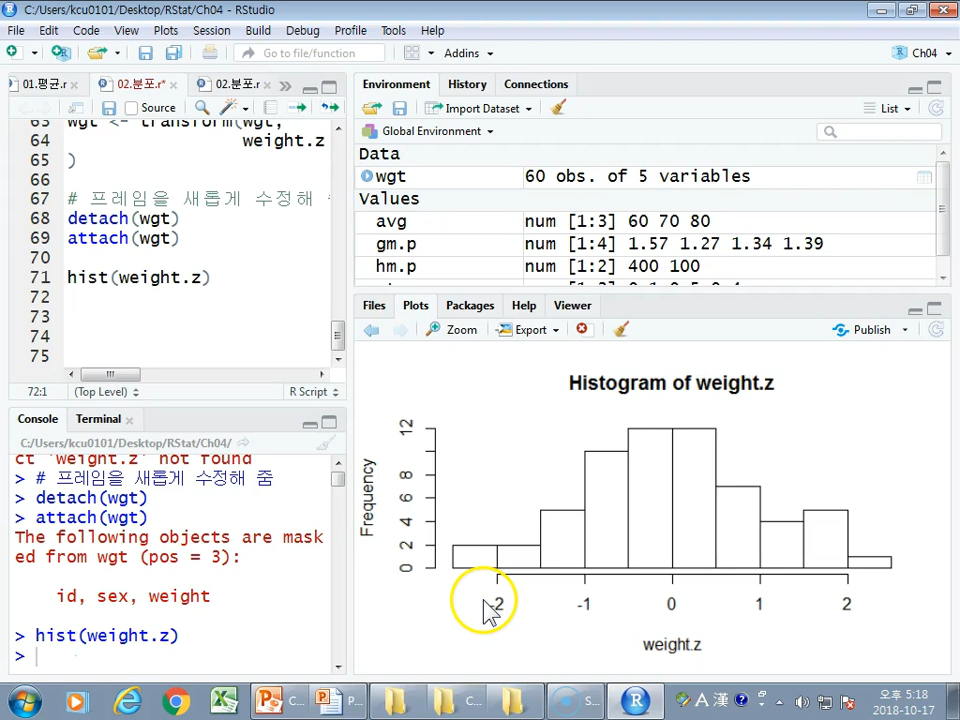 C:/Users/kcu0101/Desktop/RStat/Ch04 - RStudio
File Edit Code View Plots Session Build Debug Profile Tools Help
Go to file/function Addins Ch04
01.평균.r 02.분포.r* 02.분포.r
Source
63 wgt <- transform(wgt,
64 weight.z
65 )
66
67 # 프레임을 새롭게 수정해
68 detach(wgt)
69 attach(wgt)
70
71 hist(weight.z)
72
73
74
75
72:1 (Top Level) R Script
Console Terminal
C:/Users/kcu0101/Desktop/RStat/Ch04/
ct 'weight.z' not found
> # 프레임을 새롭게 수정해 줌
> detach(wgt)
> attach(wgt)
The following objects are mask
ed from wgt (pos = 3):
id, sex, weight
> hist(weight.z)
>
Environment History Connections
Import Dataset List
Global Environment
Data
wgt 60 obs. of 5 variables
Values
avg num [1:3] 60 70 80
gm.p num [1:4] 1.57 1.27 1.34 1.39
hm.p num [1:2] 400 100
Files Plots Packages Help Viewer
Zoom Export Publish
Histogram of weight.z
Frequency
12
8
6
4
2
0
-2 -1 0 1 2
weight.z
C... P... C... S... R A 漢
오후 5:18
2018-10-17